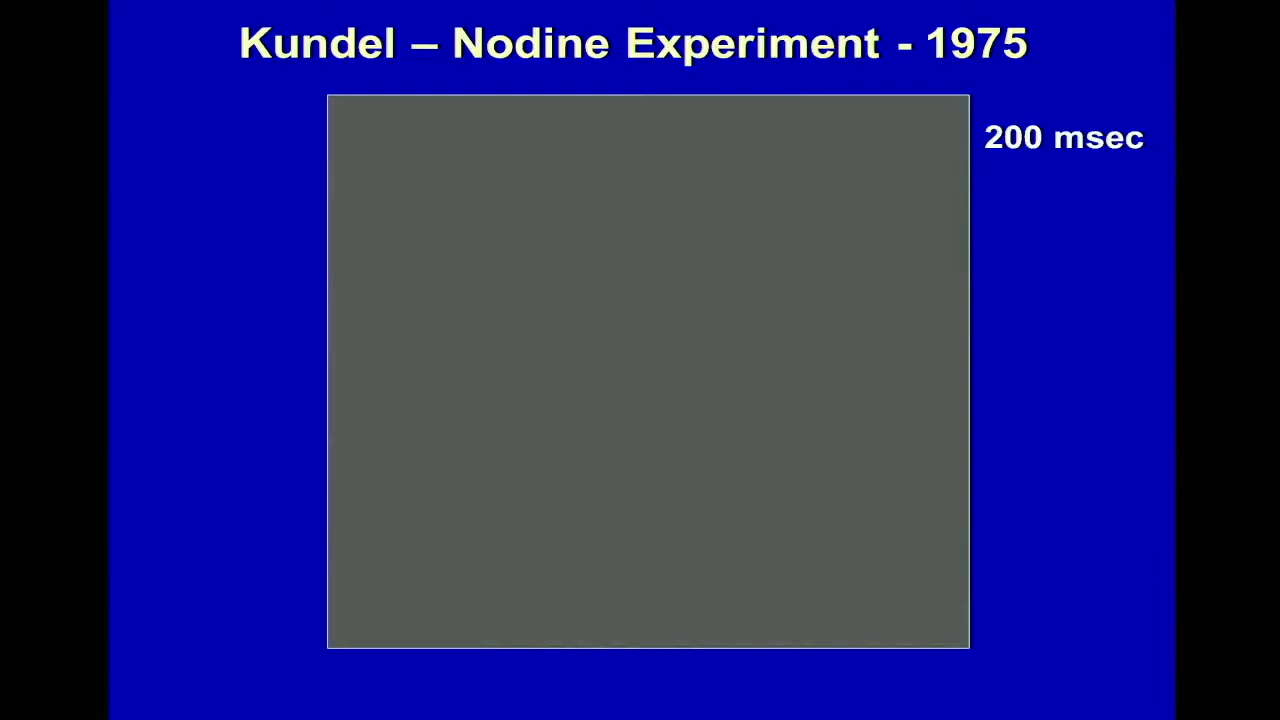 Kundel – Nodine Experiment - 1975
200 msec